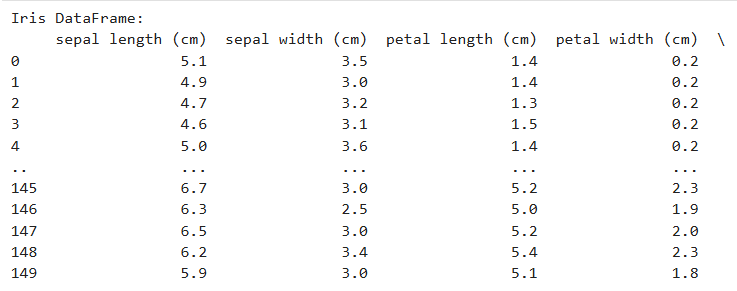 Iris DataFrame:
     sepal length (cm)  sepal width (cm)  petal length (cm)  petal width (cm)  \
0                  5.1               3.5                1.4               0.2
1                  4.9               3.0                1.4               0.2
2                  4.7               3.2                1.3               0.2
3                  4.6               3.1                1.5               0.2
4                  5.0               3.6                1.4               0.2
..                 ...               ...                ...               ...
145                6.7               3.0                5.2               2.3
146                6.3               2.5                5.0               1.9
147                6.5               3.0                5.2               2.0
148                6.2               3.4                5.4               2.3
149                5.9               3.0                5.1               1.8